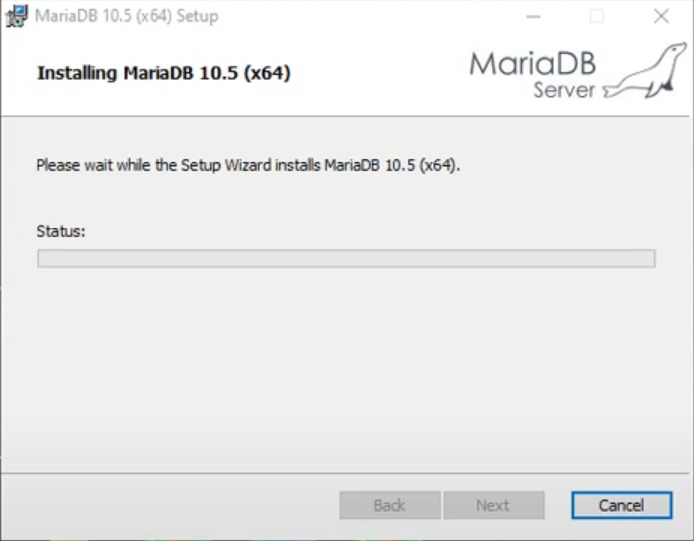 MariaDB 10.5 (x64) Setup
Installing MariaDB 10.5 (x64)
MariaDB
Server
Please wait while the Setup Wizard installs MariaDB 10.5 (x64).
Status:
Back Next Cancel